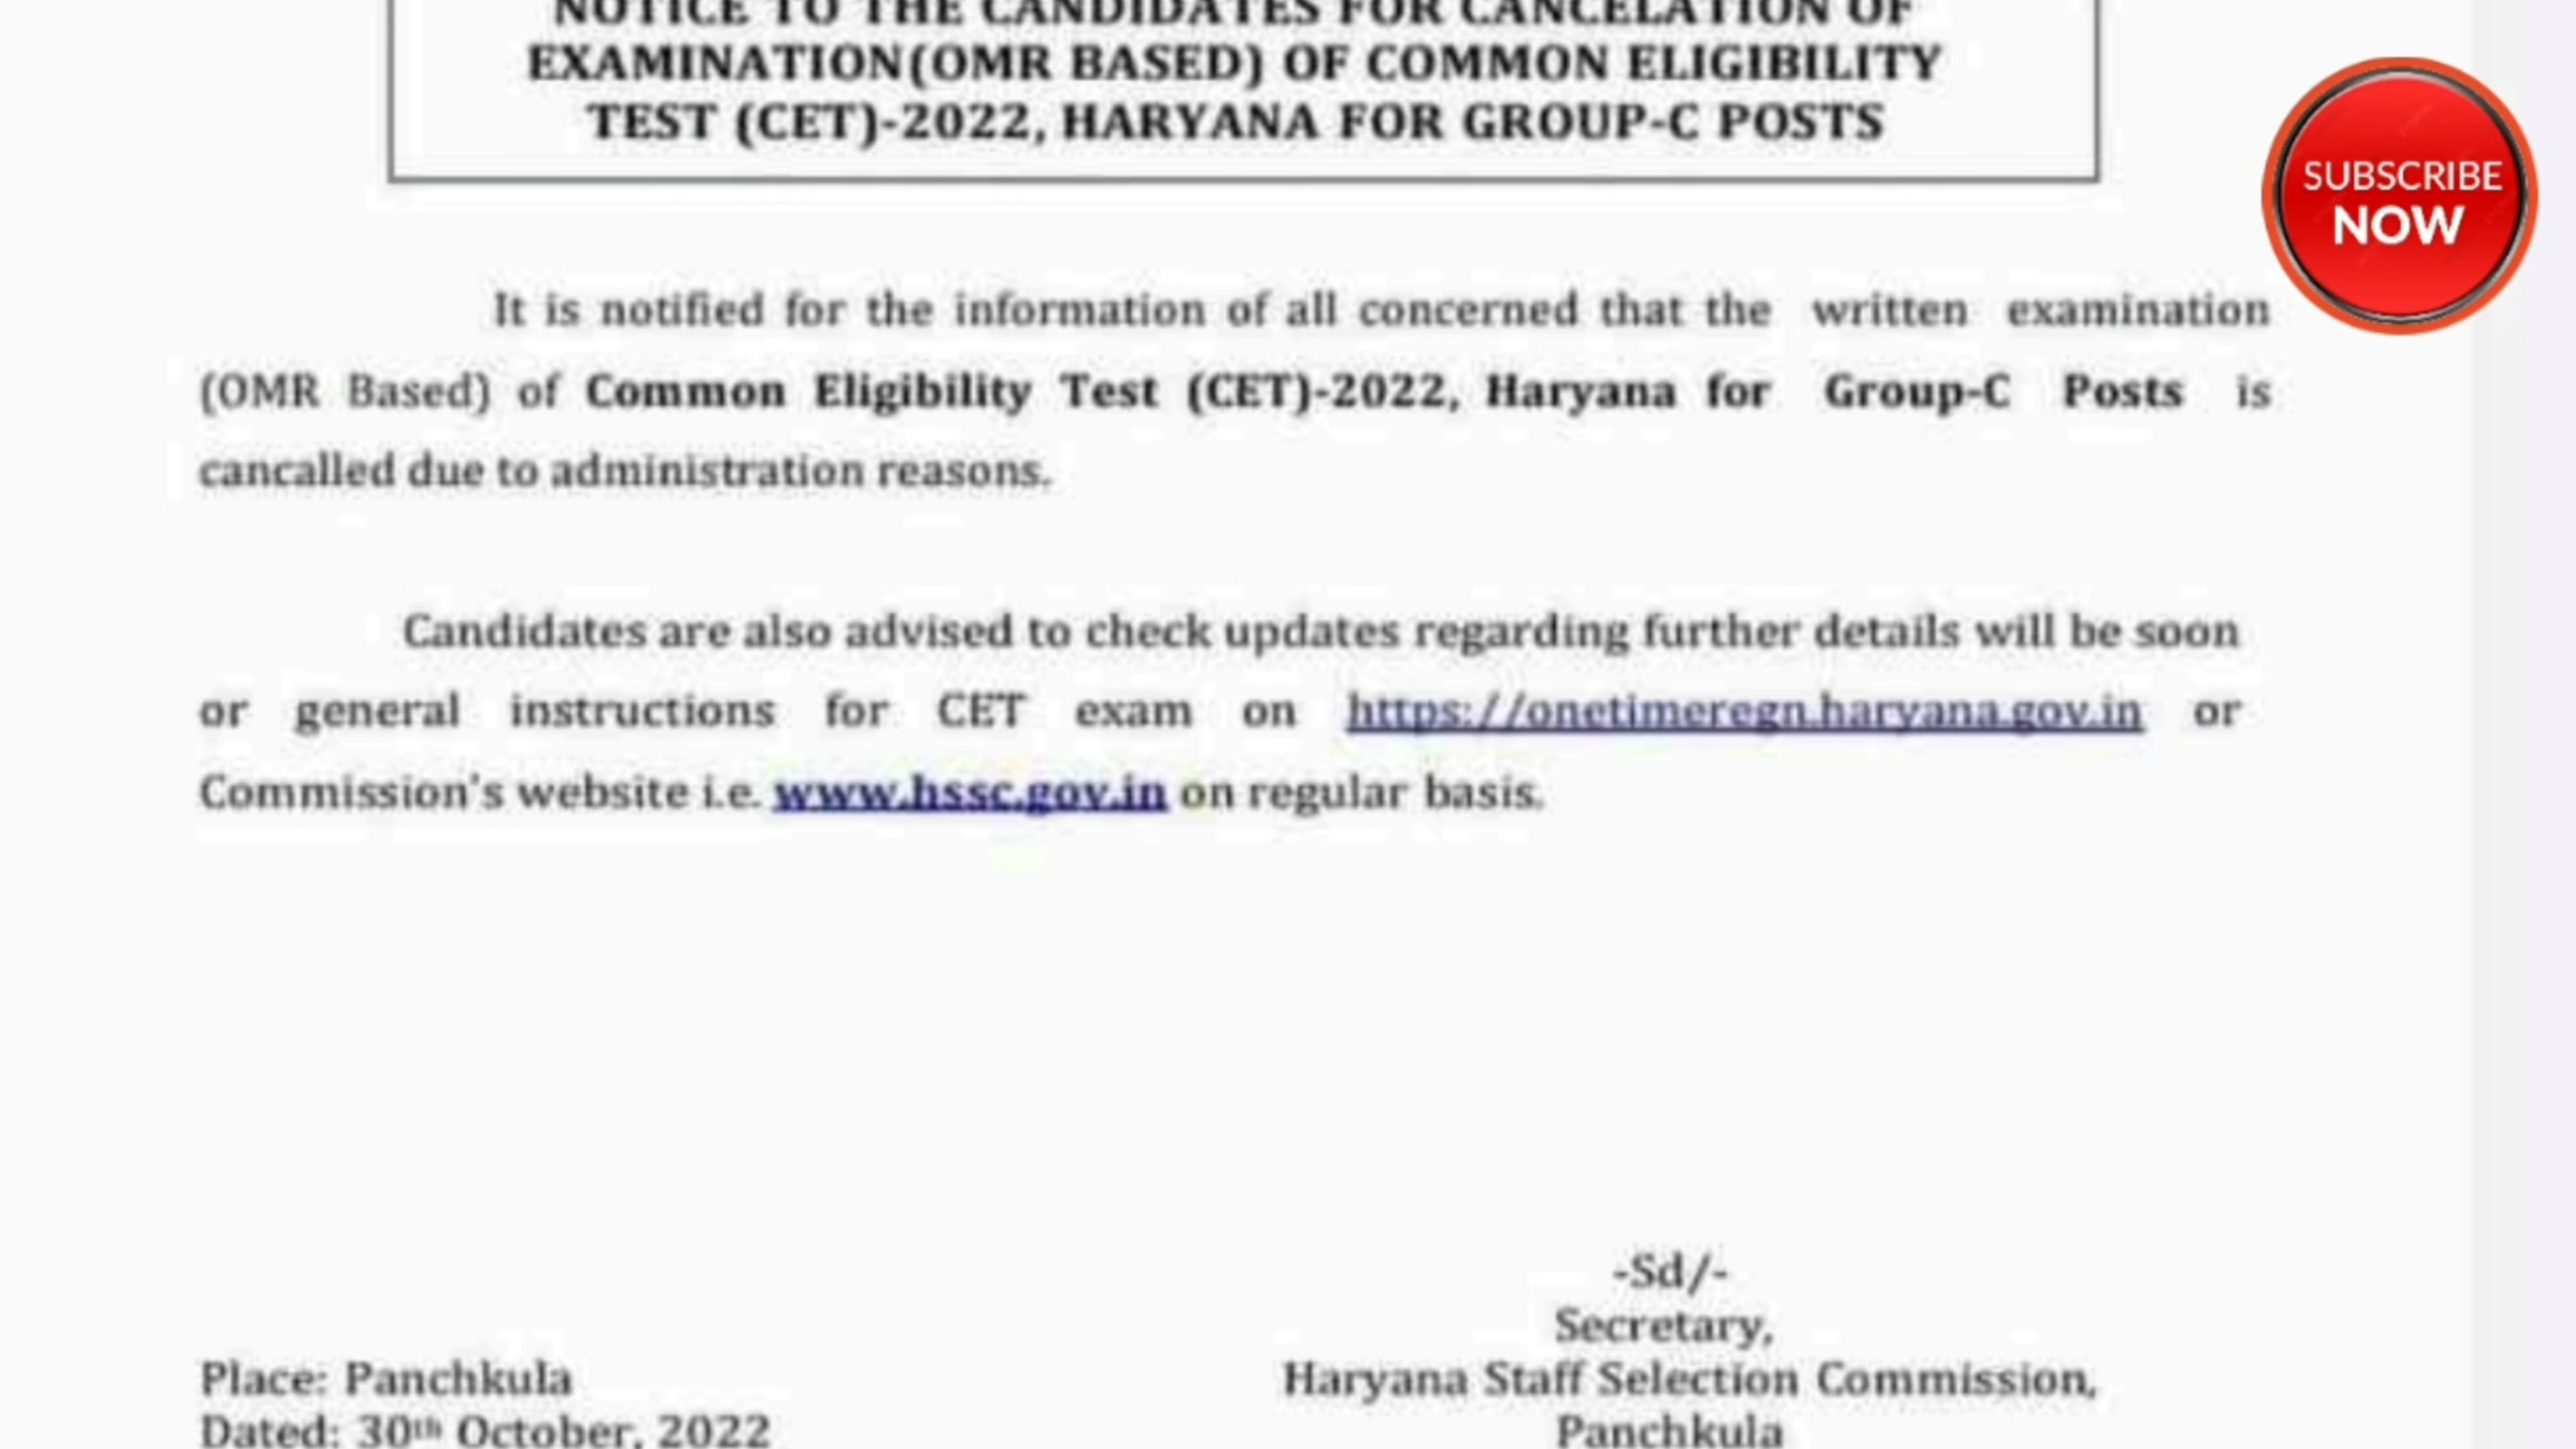 NOTICE TO THE CANDIDATES FOR CANCELATION OF
EXAMINATION(OMR BASED) OF COMMON ELIGIBILITY
TEST (CET)-2022, HARYANA FOR GROUP-C POSTS
SUBSCRIBE
NOW
It is notified for the information of all concerned that the written examination
(OMR Based) of Common Eligibility Test (CET)-2022, Haryana for Group-C Posts is
cancalled due to administration reasons.
Candidates are also advised to check updates regarding further details will be soon
or general instructions for CET exam on https://onetimeregn.haryana.gov.in or
Commission's website i.e. www.hssc.gov.in on regular basis.
-Sd/-
Secretary,
Place: Panchkula Haryana Staff Selection Commission,
Dated: 30th October, 2022 Panchkula